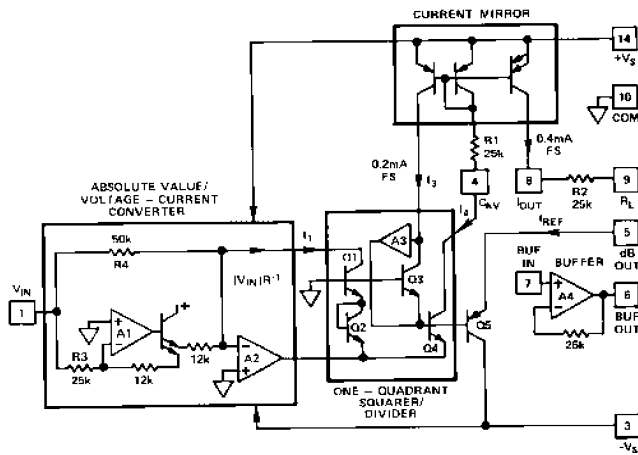 CURRENT MIRROR
14
+VS
10
COM
R1
25k
0.2mA
FS
0.4mA
FS
I3
4
CAV
I4
8
IOUT
R2
25k
9
RL
ABSOLUTE VALUE/
VOLTAGE – CURRENT
CONVERTER
IREF
5
dB
OUT
50k
R4
I1
|VIN|R-1
A3
Q1
Q3
BUF
IN
BUFFER
7
A4
6
BUF
OUT
VIN
1
+
A1
12k
Q2
Q4
Q5
R3
25k
12k
A2
25k
ONE – QUADRANT
SQUARER/
DIVIDER
3
-VS